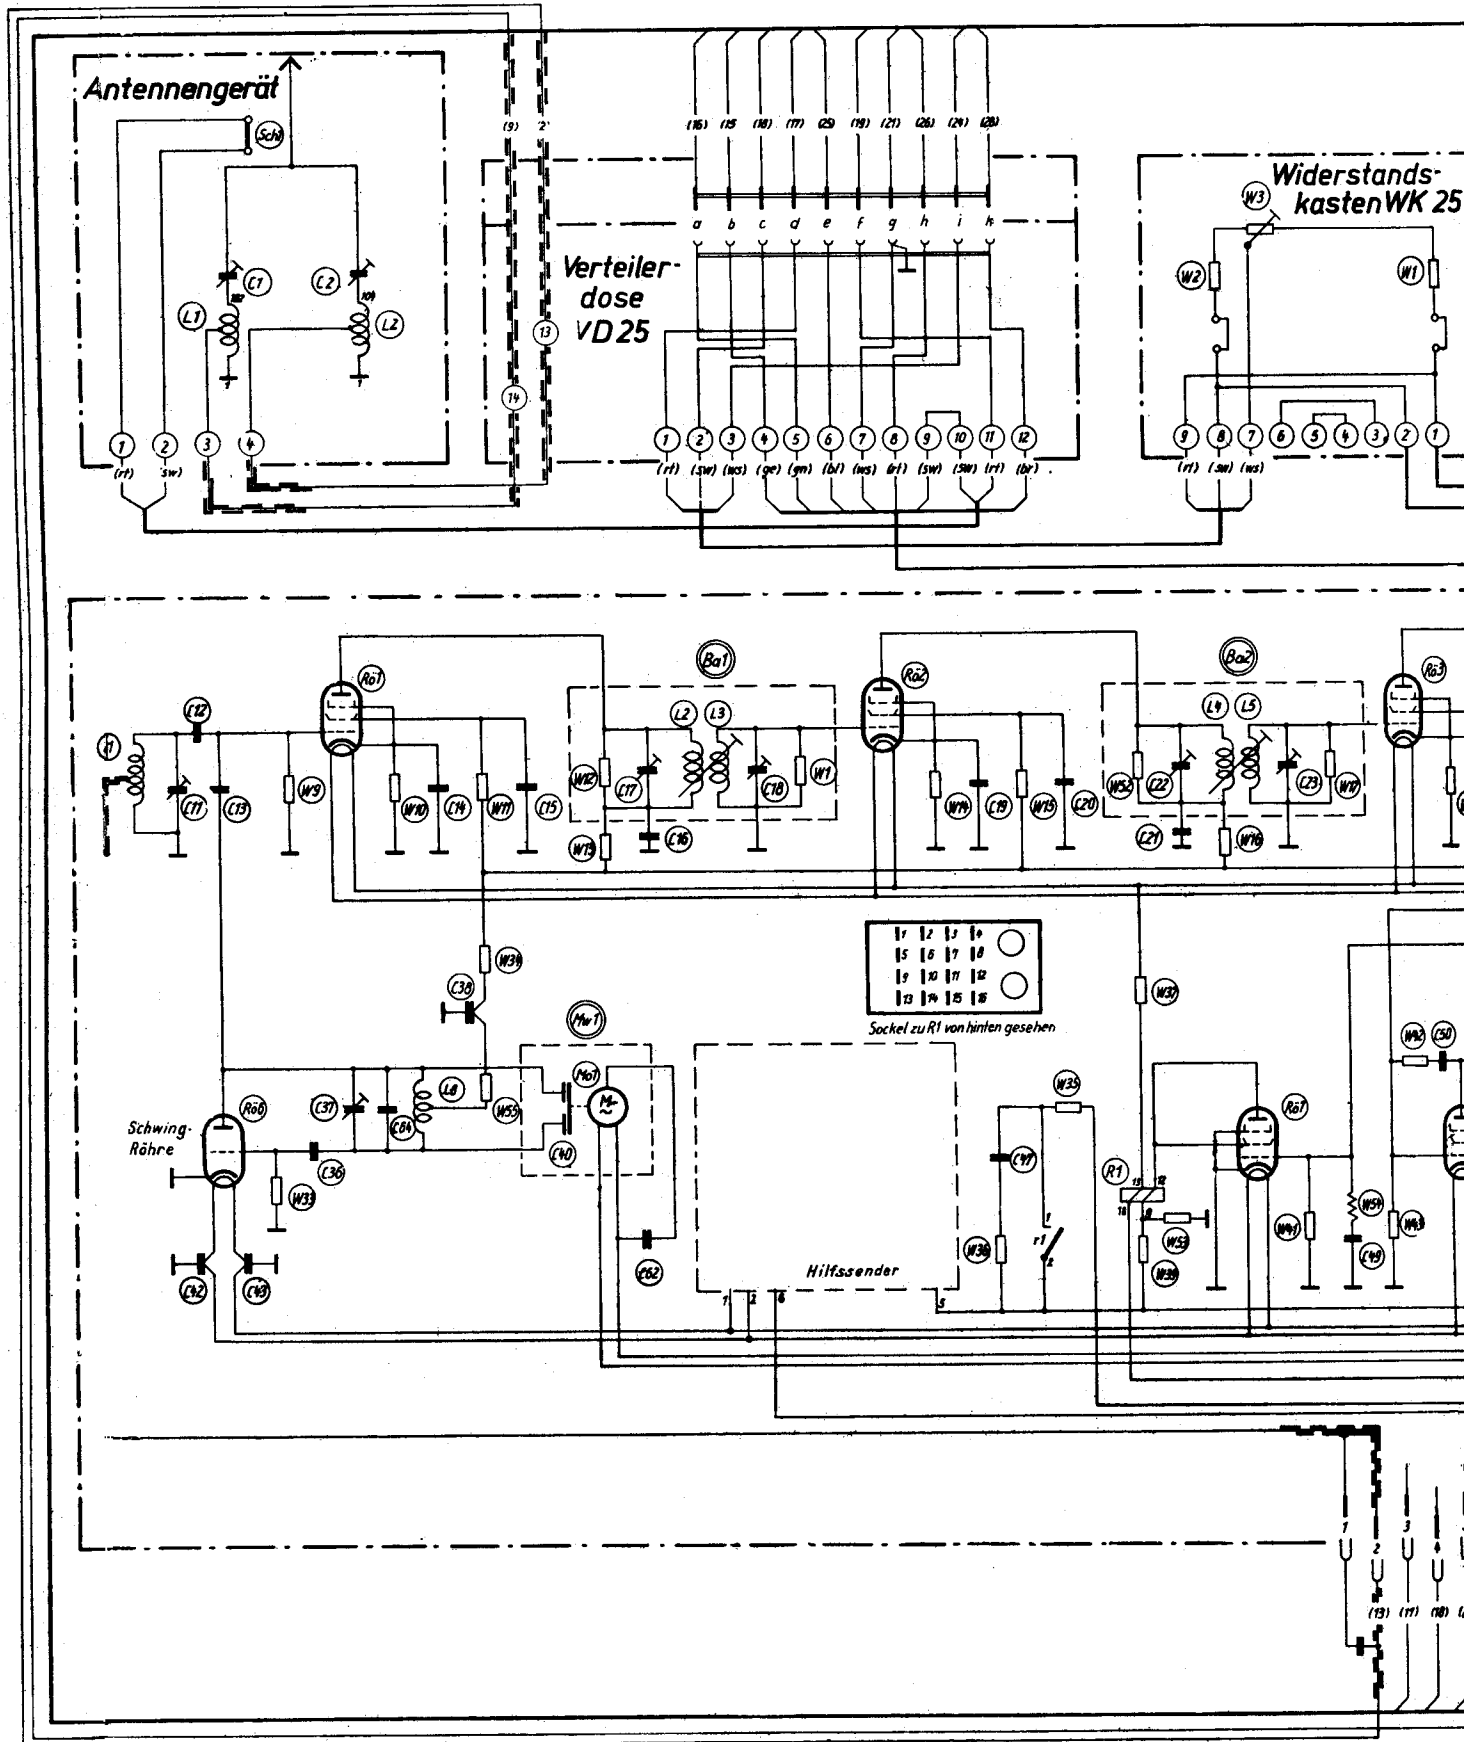 Antennengerät
Sch1
C1
C2
L1
L2
104
1
1
1 2 3 4
(rt) (sw)
(9)
13
14
(16) (15 (18) (17) (25) (19) (21) (26) (24) (28)
a b c d e f g h i k
Verteiler-
dose
VD 25
1 2 3 4 5 6 7 8 9 10 11 12
(rt) (sw) (ws) (ge) (gn) (bl) (ws) (rt) (sw) (sw) (rt) (br)
Widerstands-
kasten WK 25
W3
W2
W1
9 8 7 6 5 4 3 2 1
(rt) (sw) (ws)
Rö1
Ba1
Rö2
Ba2
Rö3
C12
L2 L3
L4 L5
C11 C13 W9 W10 C14 W11 C15
W12 C17 C18 W1
W13 C16
W14 C19 W15 C20
W52 C22 C23 W17
C21 W16
W34
C38
1 2 3 4
5 6 7 8
9 10 11 12
13 14 15 16
Sockel zu R1 von hinten gesehen
W37
W42 C50
Mw1
Mo1
M
~
C40
Rö6
Schwing-
Röhre
C37
C64
L6
W55
C36
W33
C42 C43
C62
Hilfssender
1 2 6 5
W35
C47
W36
r1
1
2
R1
W53
W39
Rö7
W41
W54
C49
W43
1 2 3 4
(13) (11) (18)